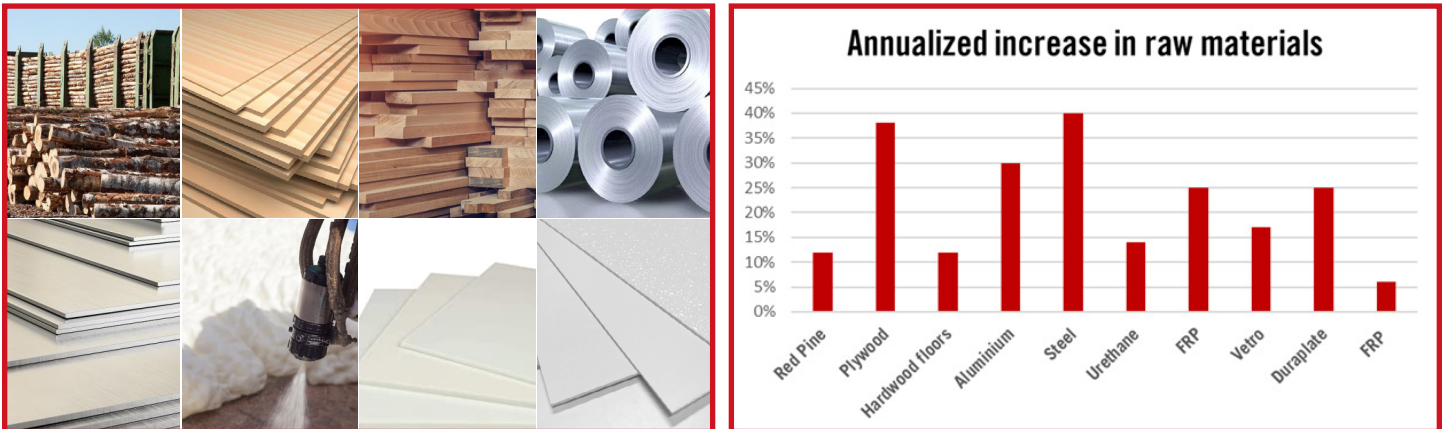 Annualized increase in raw materials
45%
40%
35%
30%
25%
20%
15%
10%
5%
0%
Red Pine
Plywood
Hardwood floors
Aluminium
Steel
Urethane
FRP
Vetro
Duraplate
FRP